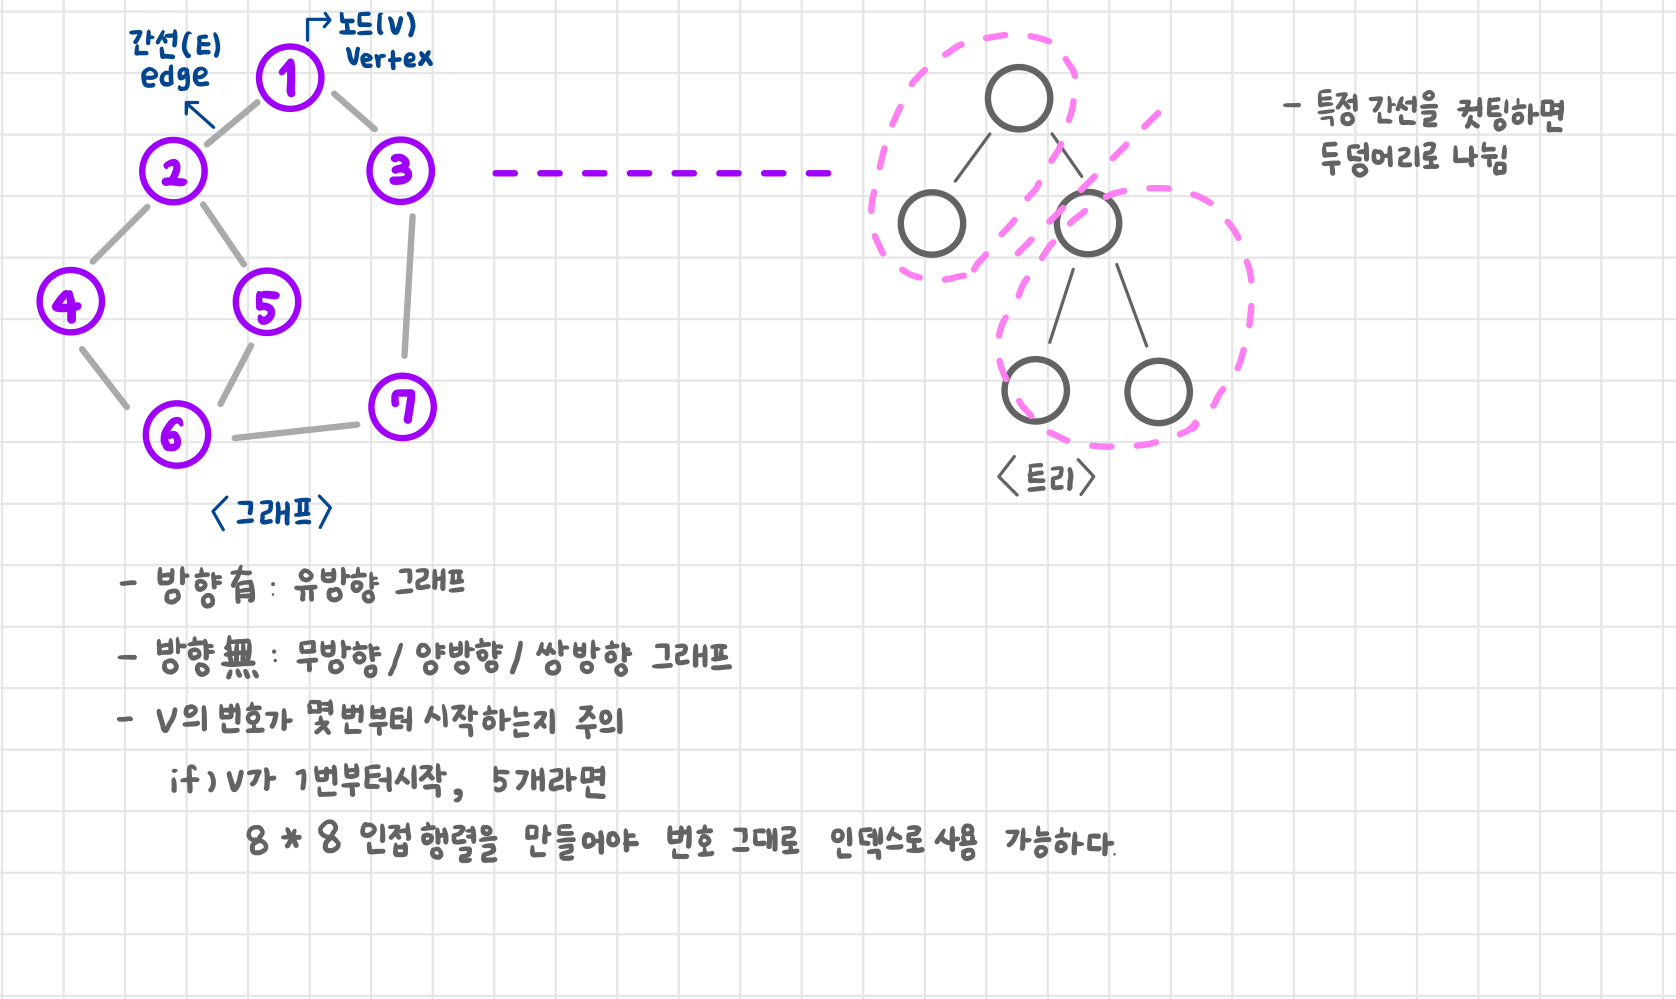 간선(E)
edge
노드(V)
Vertex
1
2
3
4
5
6
7
<그래프>
- 특정 간선을 컷팅하면
두덩어리로 나뉨
<트리>
- 방향有 : 유방향 그래프
- 방향無 : 무방향 / 양방향 / 쌍방향 그래프
- V의 번호가 몇번부터 시작하는지 주의
if) V가 1번부터시작, 5개라면
8 * 8 인접행렬을 만들어야 번호 그대로 인덱스로 사용 가능하다.